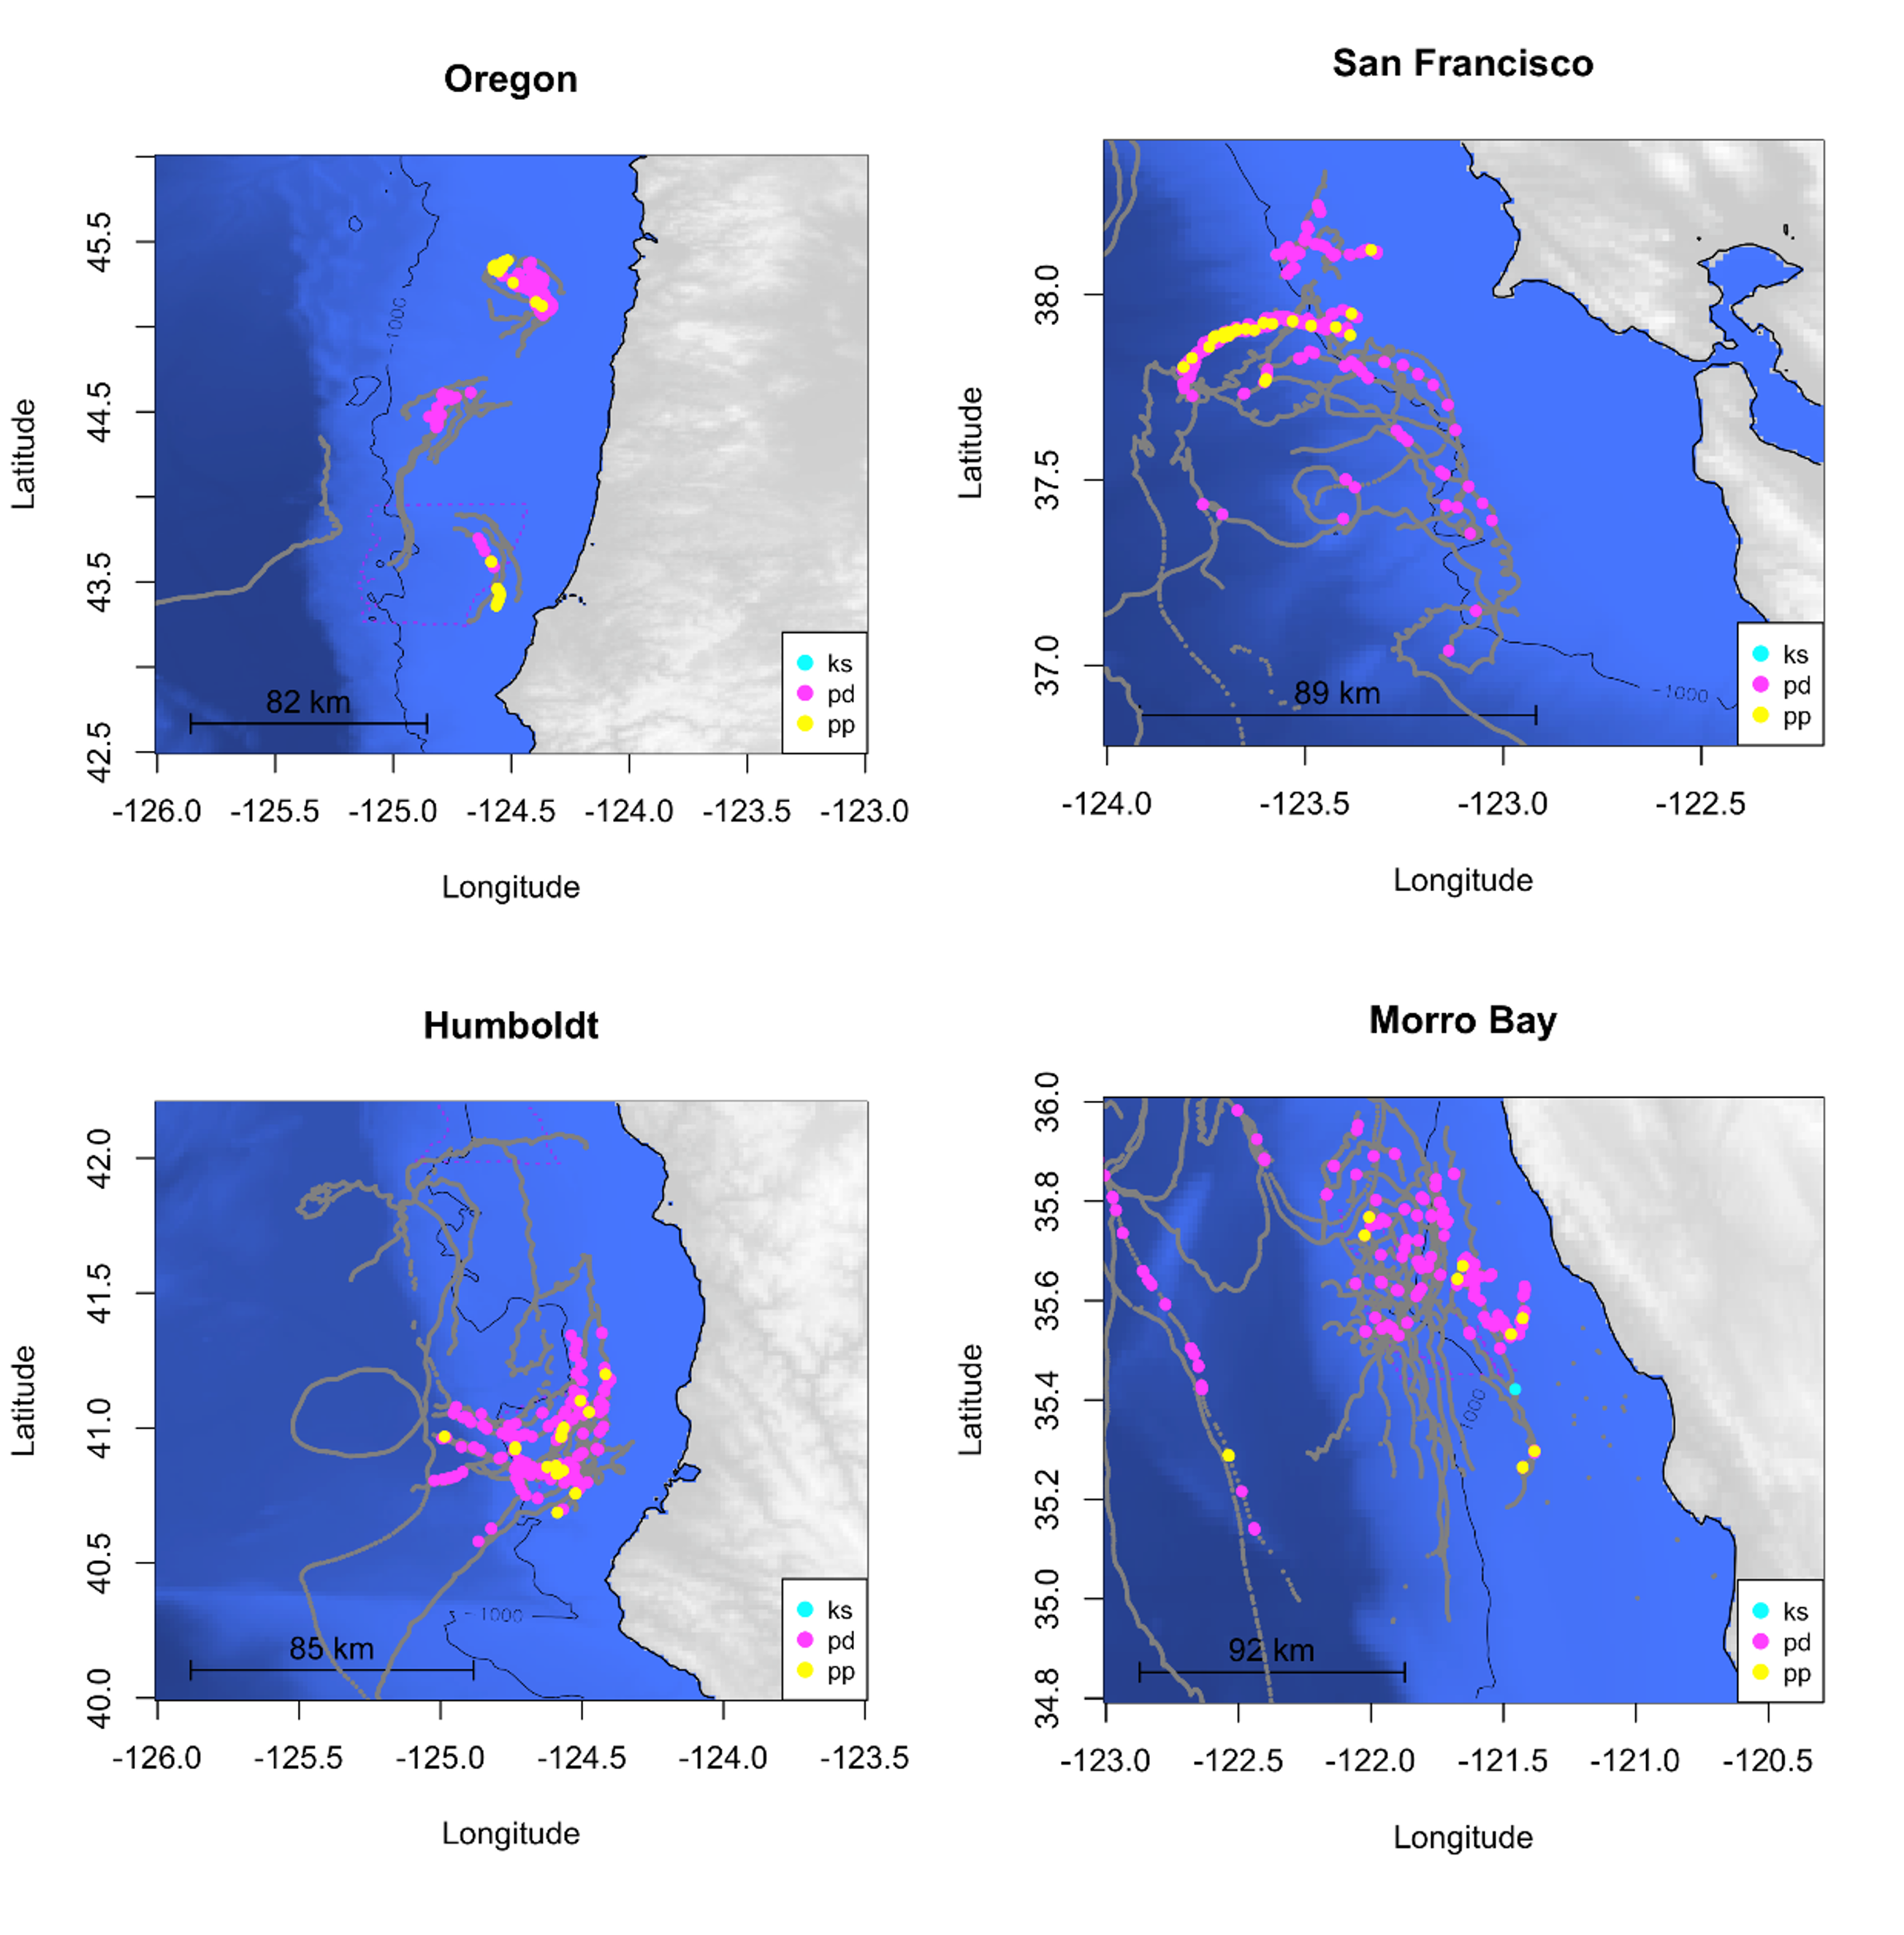 Oregon
45.5
44.5
43.5
42.5
Latitude
-1000
82 km
ks
pd
pp
-126.0 -125.5 -125.0 -124.5 -124.0 -123.5 -123.0
Longitude
San Francisco
38.0
37.5
37.0
Latitude
-1000
89 km
ks
pd
pp
-124.0 -123.5 -123.0 -122.5
Longitude
Humboldt
42.0
41.5
41.0
40.5
40.0
Latitude
-1000
85 km
ks
pd
pp
-126.0 -125.5 -125.0 -124.5 -124.0 -123.5
Longitude
Morro Bay
36.0
35.8
35.6
35.4
35.2
35.0
34.8
Latitude
1000
92 km
ks
pd
pp
-123.0 -122.5 -122.0 -121.5 -121.0 -120.5
Longitude